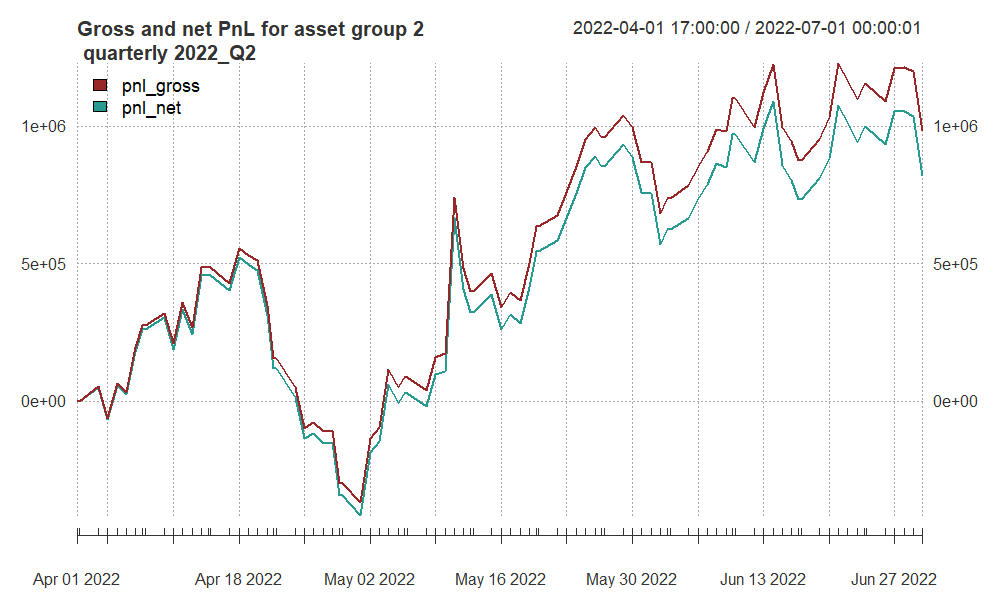 Gross and net PnL for asset group 2
quarterly 2022_Q2
2022-04-01 17:00:00 / 2022-07-01 00:00:01
pnl_gross
pnl_net
1e+06
1e+06
5e+05
5e+05
0e+00
0e+00
Apr 01 2022 Apr 18 2022 May 02 2022 May 16 2022 May 30 2022 Jun 13 2022 Jun 27 2022